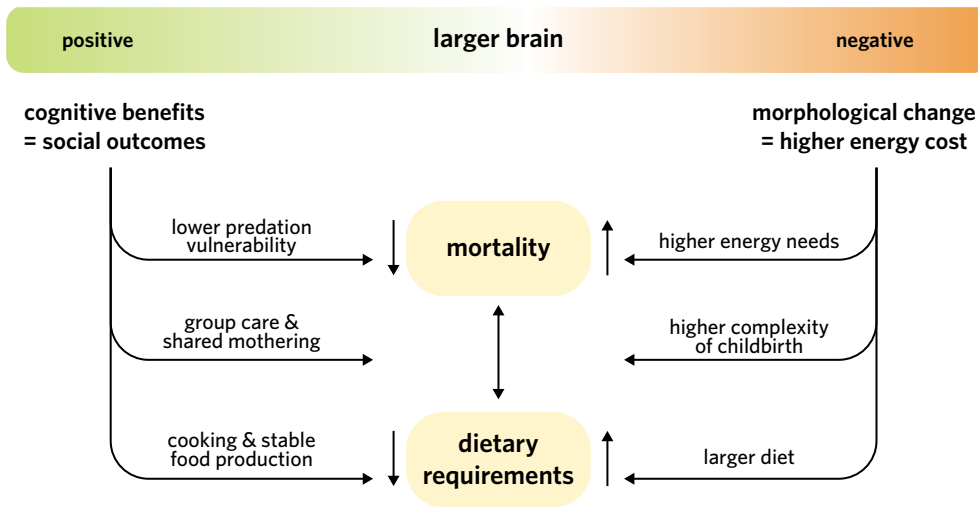 positive
larger brain
negative
cognitive benefits
= social outcomes
morphological change
= higher energy cost
lower predation
vulnerability
mortality
higher energy needs
group care &
shared mothering
higher complexity
of childbirth
cooking & stable
food production
dietary
requirements
larger diet